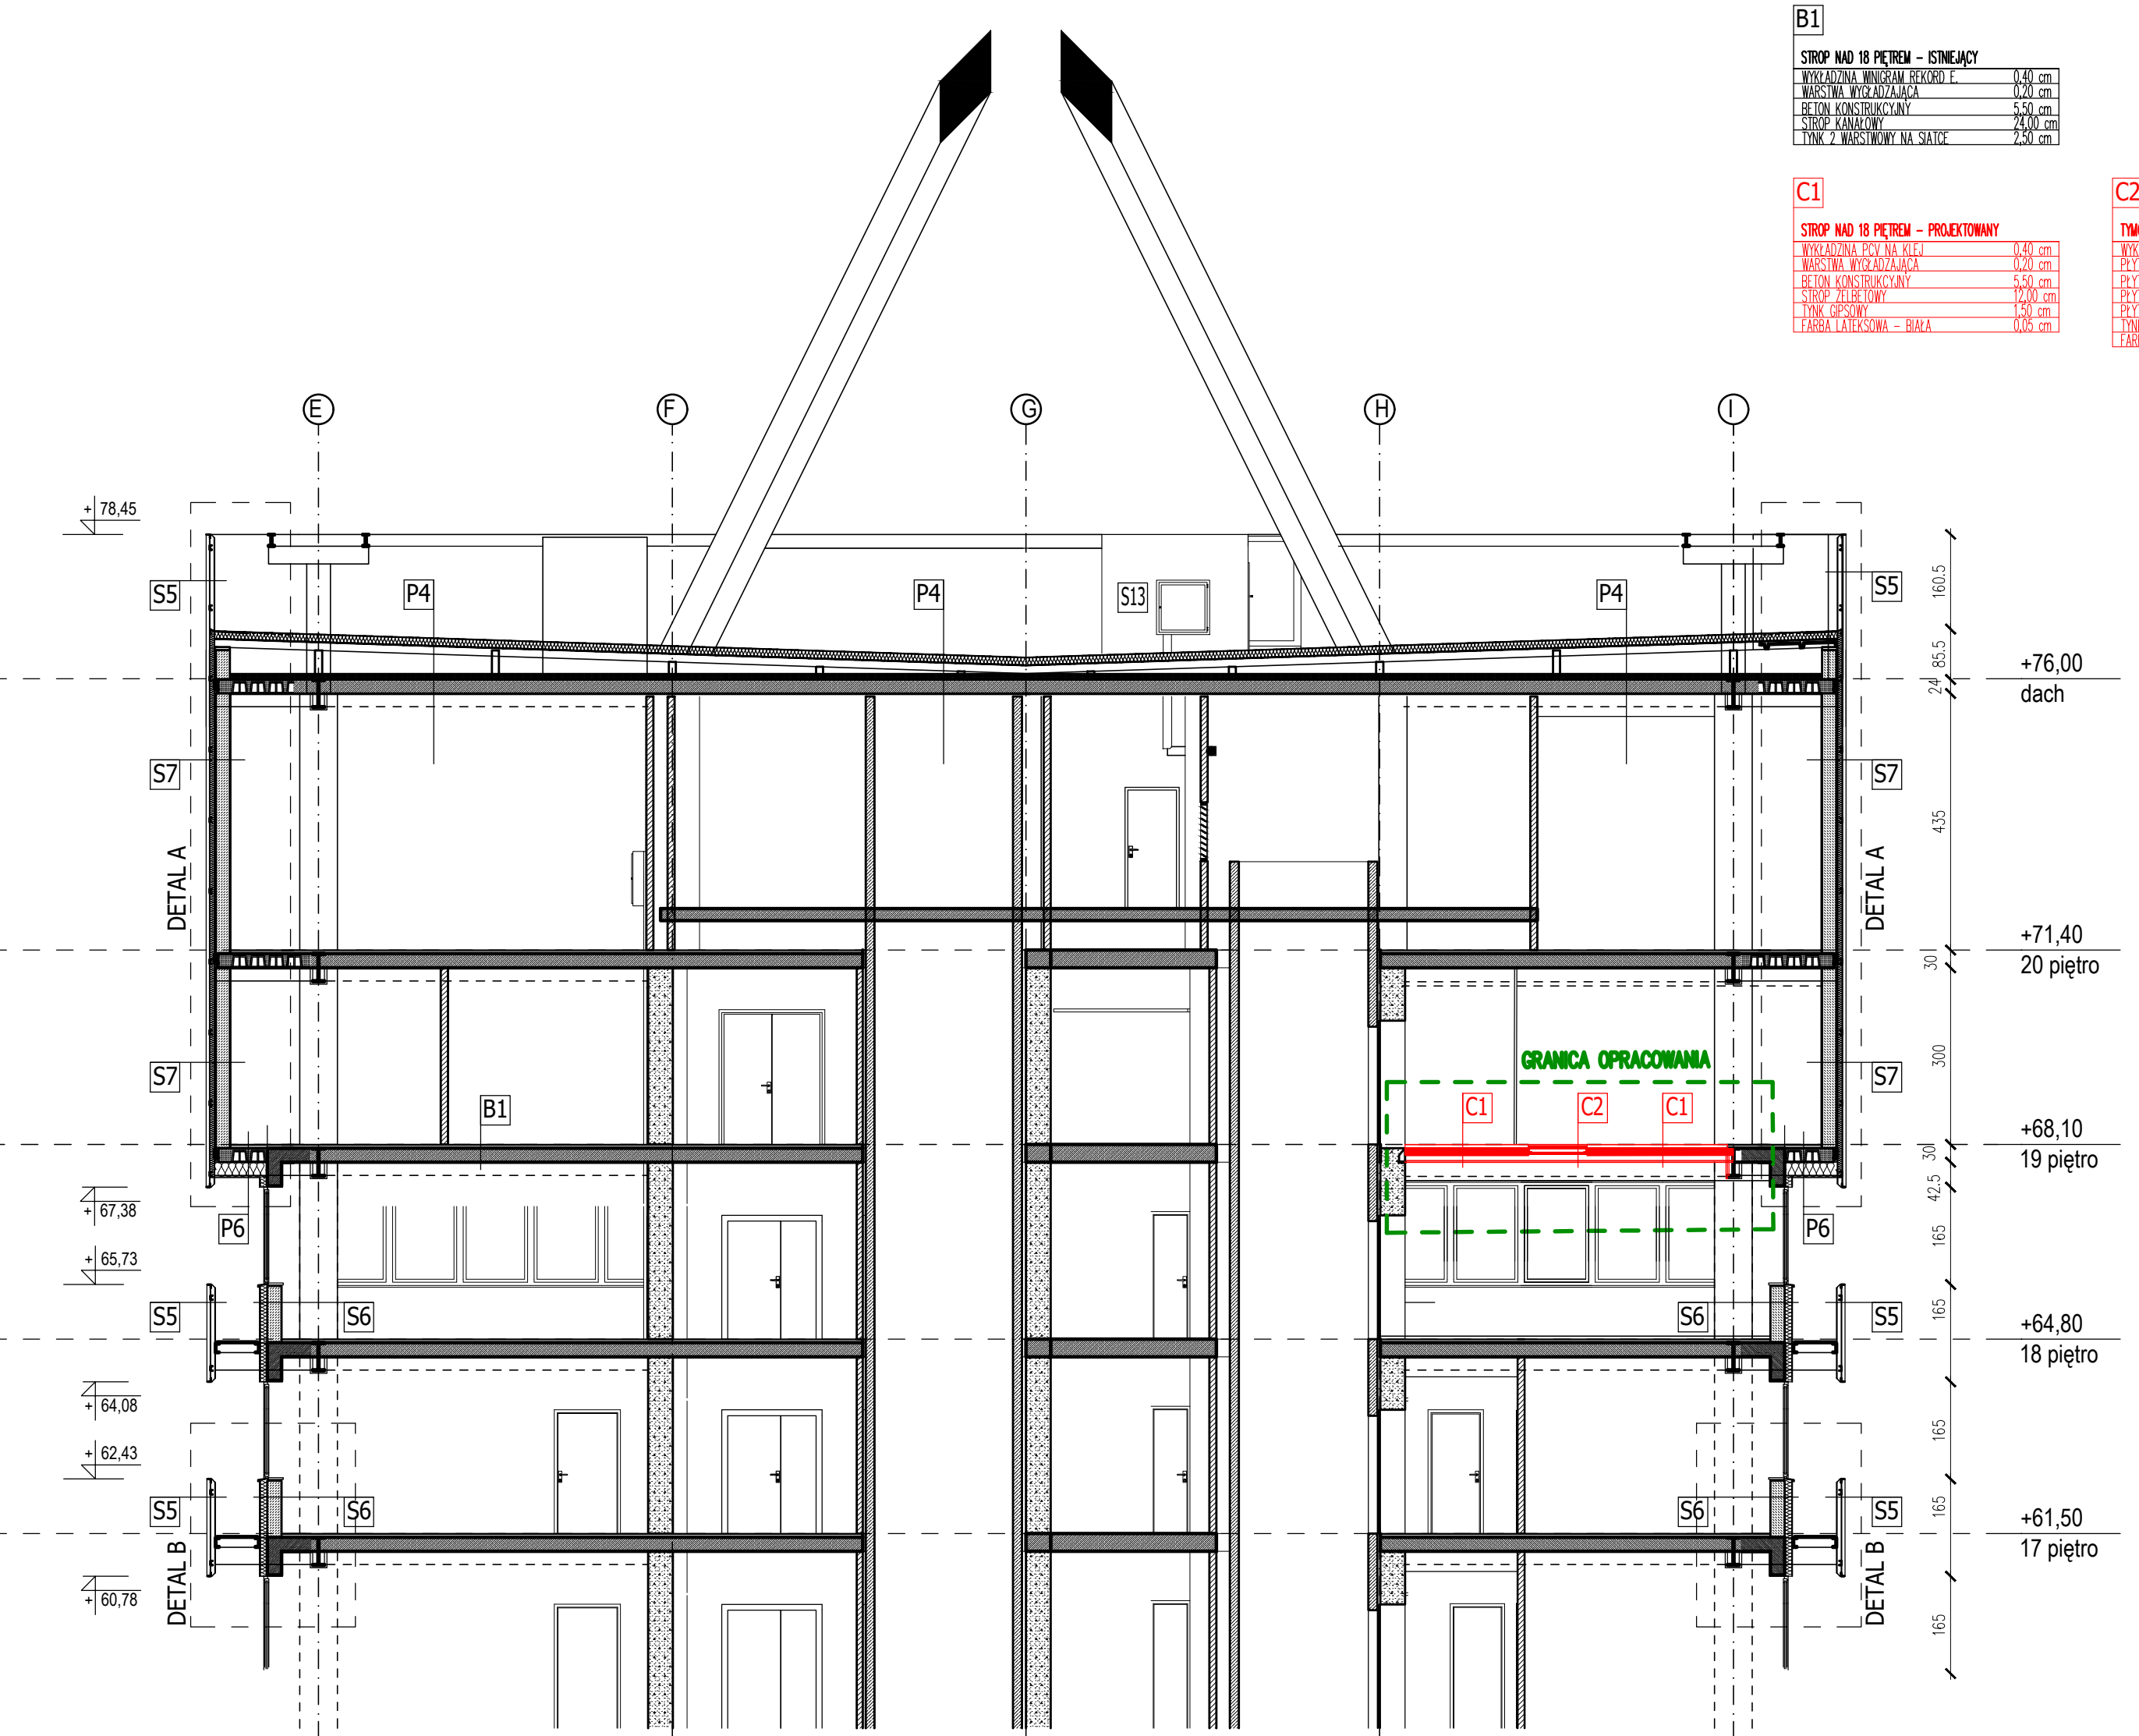 B1
STROP NAD 18 PIĘTREM – ISTNIEJĄCY
WYKŁADZINA WINIGRAM REKORD E. 0,40 cm
WARSTWA WYGŁADZAJĄCA 0,20 cm
BETON KONSTRUKCYJNY 5,50 cm
STROP KANAŁOWY 24,00 cm
TYNK 2 WARSTWOWY NA SIATCE 2,50 cm
C1
STROP NAD 18 PIĘTREM – PROJEKTOWANY
WYKŁADZINA PCV NA KLEJ 0,40 cm
WARSTWA WYGŁADZAJĄCA 0,20 cm
BETON KONSTRUKCYJNY 5,50 cm
STROP ŻELBETOWY 12,00 cm
TYNK GIPSOWY 1,50 cm
FARBA LATEKSOWA – BIAŁA 0,05 cm
C2
E F G H I
+ 78,45
S5 P4 P4 S13 P4 S5
160.5
85.5
24
+76,00
dach
S7 S7
435
DETAL A DETAL A
+71,40
20 piętro
30
GRANICA OPRACOWANIA
300
S7 B1 C1 C2 C1 S7
+68,10
19 piętro
30
42.5
+ 67,38
P6 P6
165
+ 65,73
S5 S6 S6 S5
165
+64,80
18 piętro
+ 64,08
165
+ 62,43
S5 S6 S6 S5
165
+61,50
17 piętro
DETAL B DETAL B
+ 60,78
165